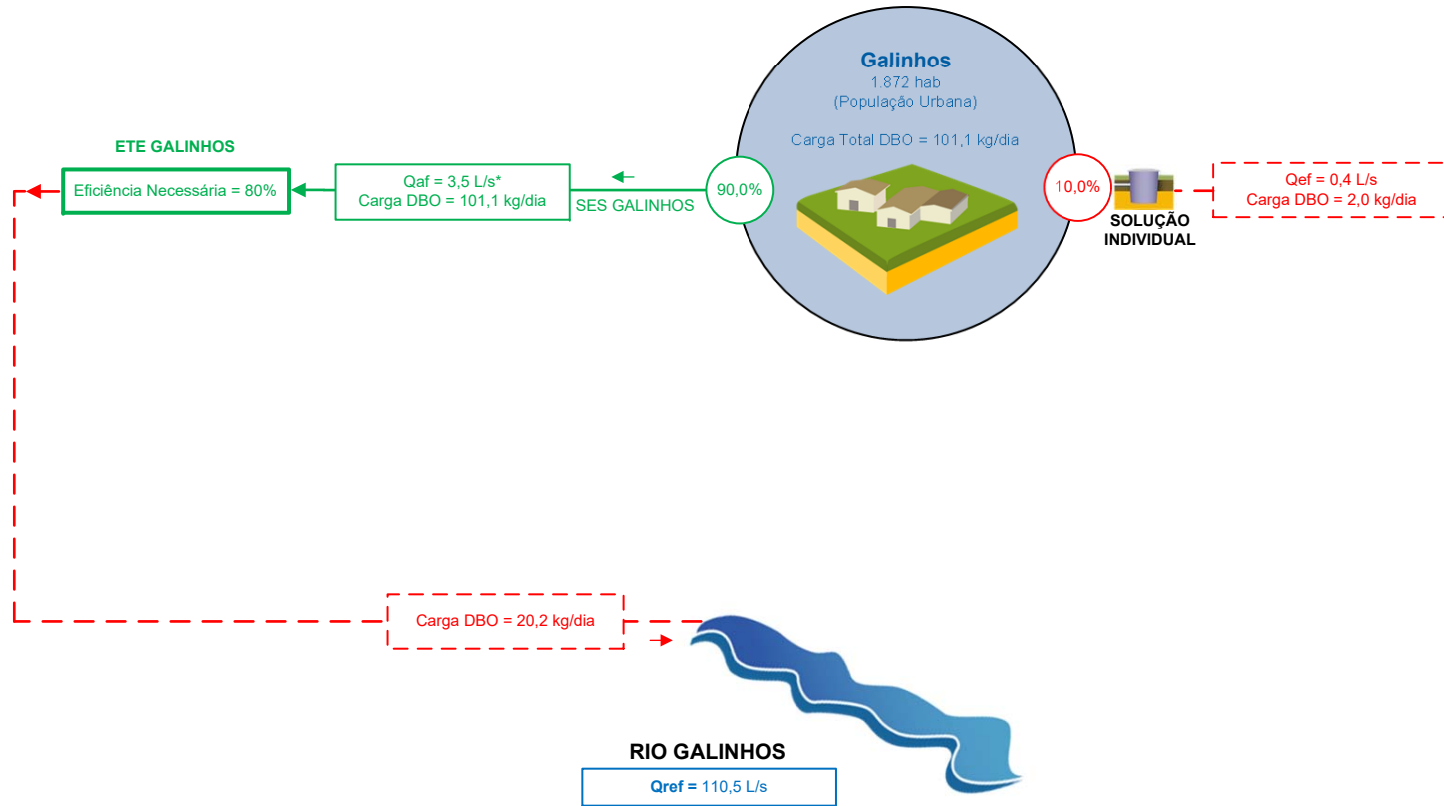 Galinhos
1.872 hab
(População Urbana)
Carga Total DBO = 101,1 kg/dia
ETE GALINHOS
Eficiência Necessária = 80%
Qaf = 3,5 L/s*
Carga DBO = 101,1 kg/dia
SES GALINHOS
90,0%
10,0%
SOLUÇÃO
INDIVIDUAL
Qef = 0,4 L/s
Carga DBO = 2,0 kg/dia
Carga DBO = 20,2 kg/dia
RIO GALINHOS
Qref = 110,5 L/s